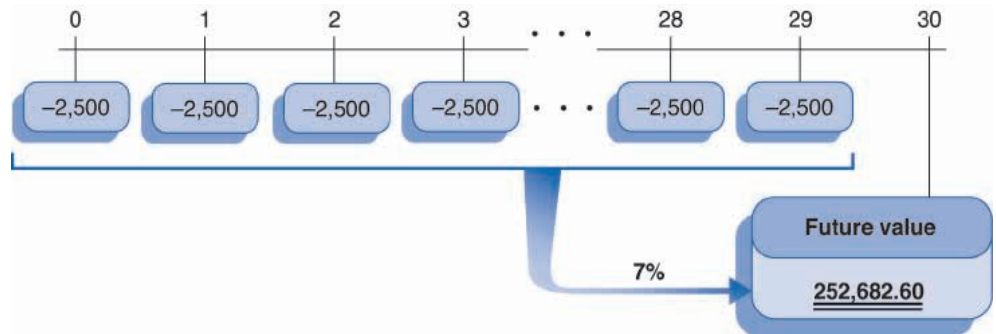 0 1 2 3 . . . 28 29 30
–2,500 –2,500 –2,500 –2,500 . . . –2,500 –2,500
Future value
7%
252,682.60